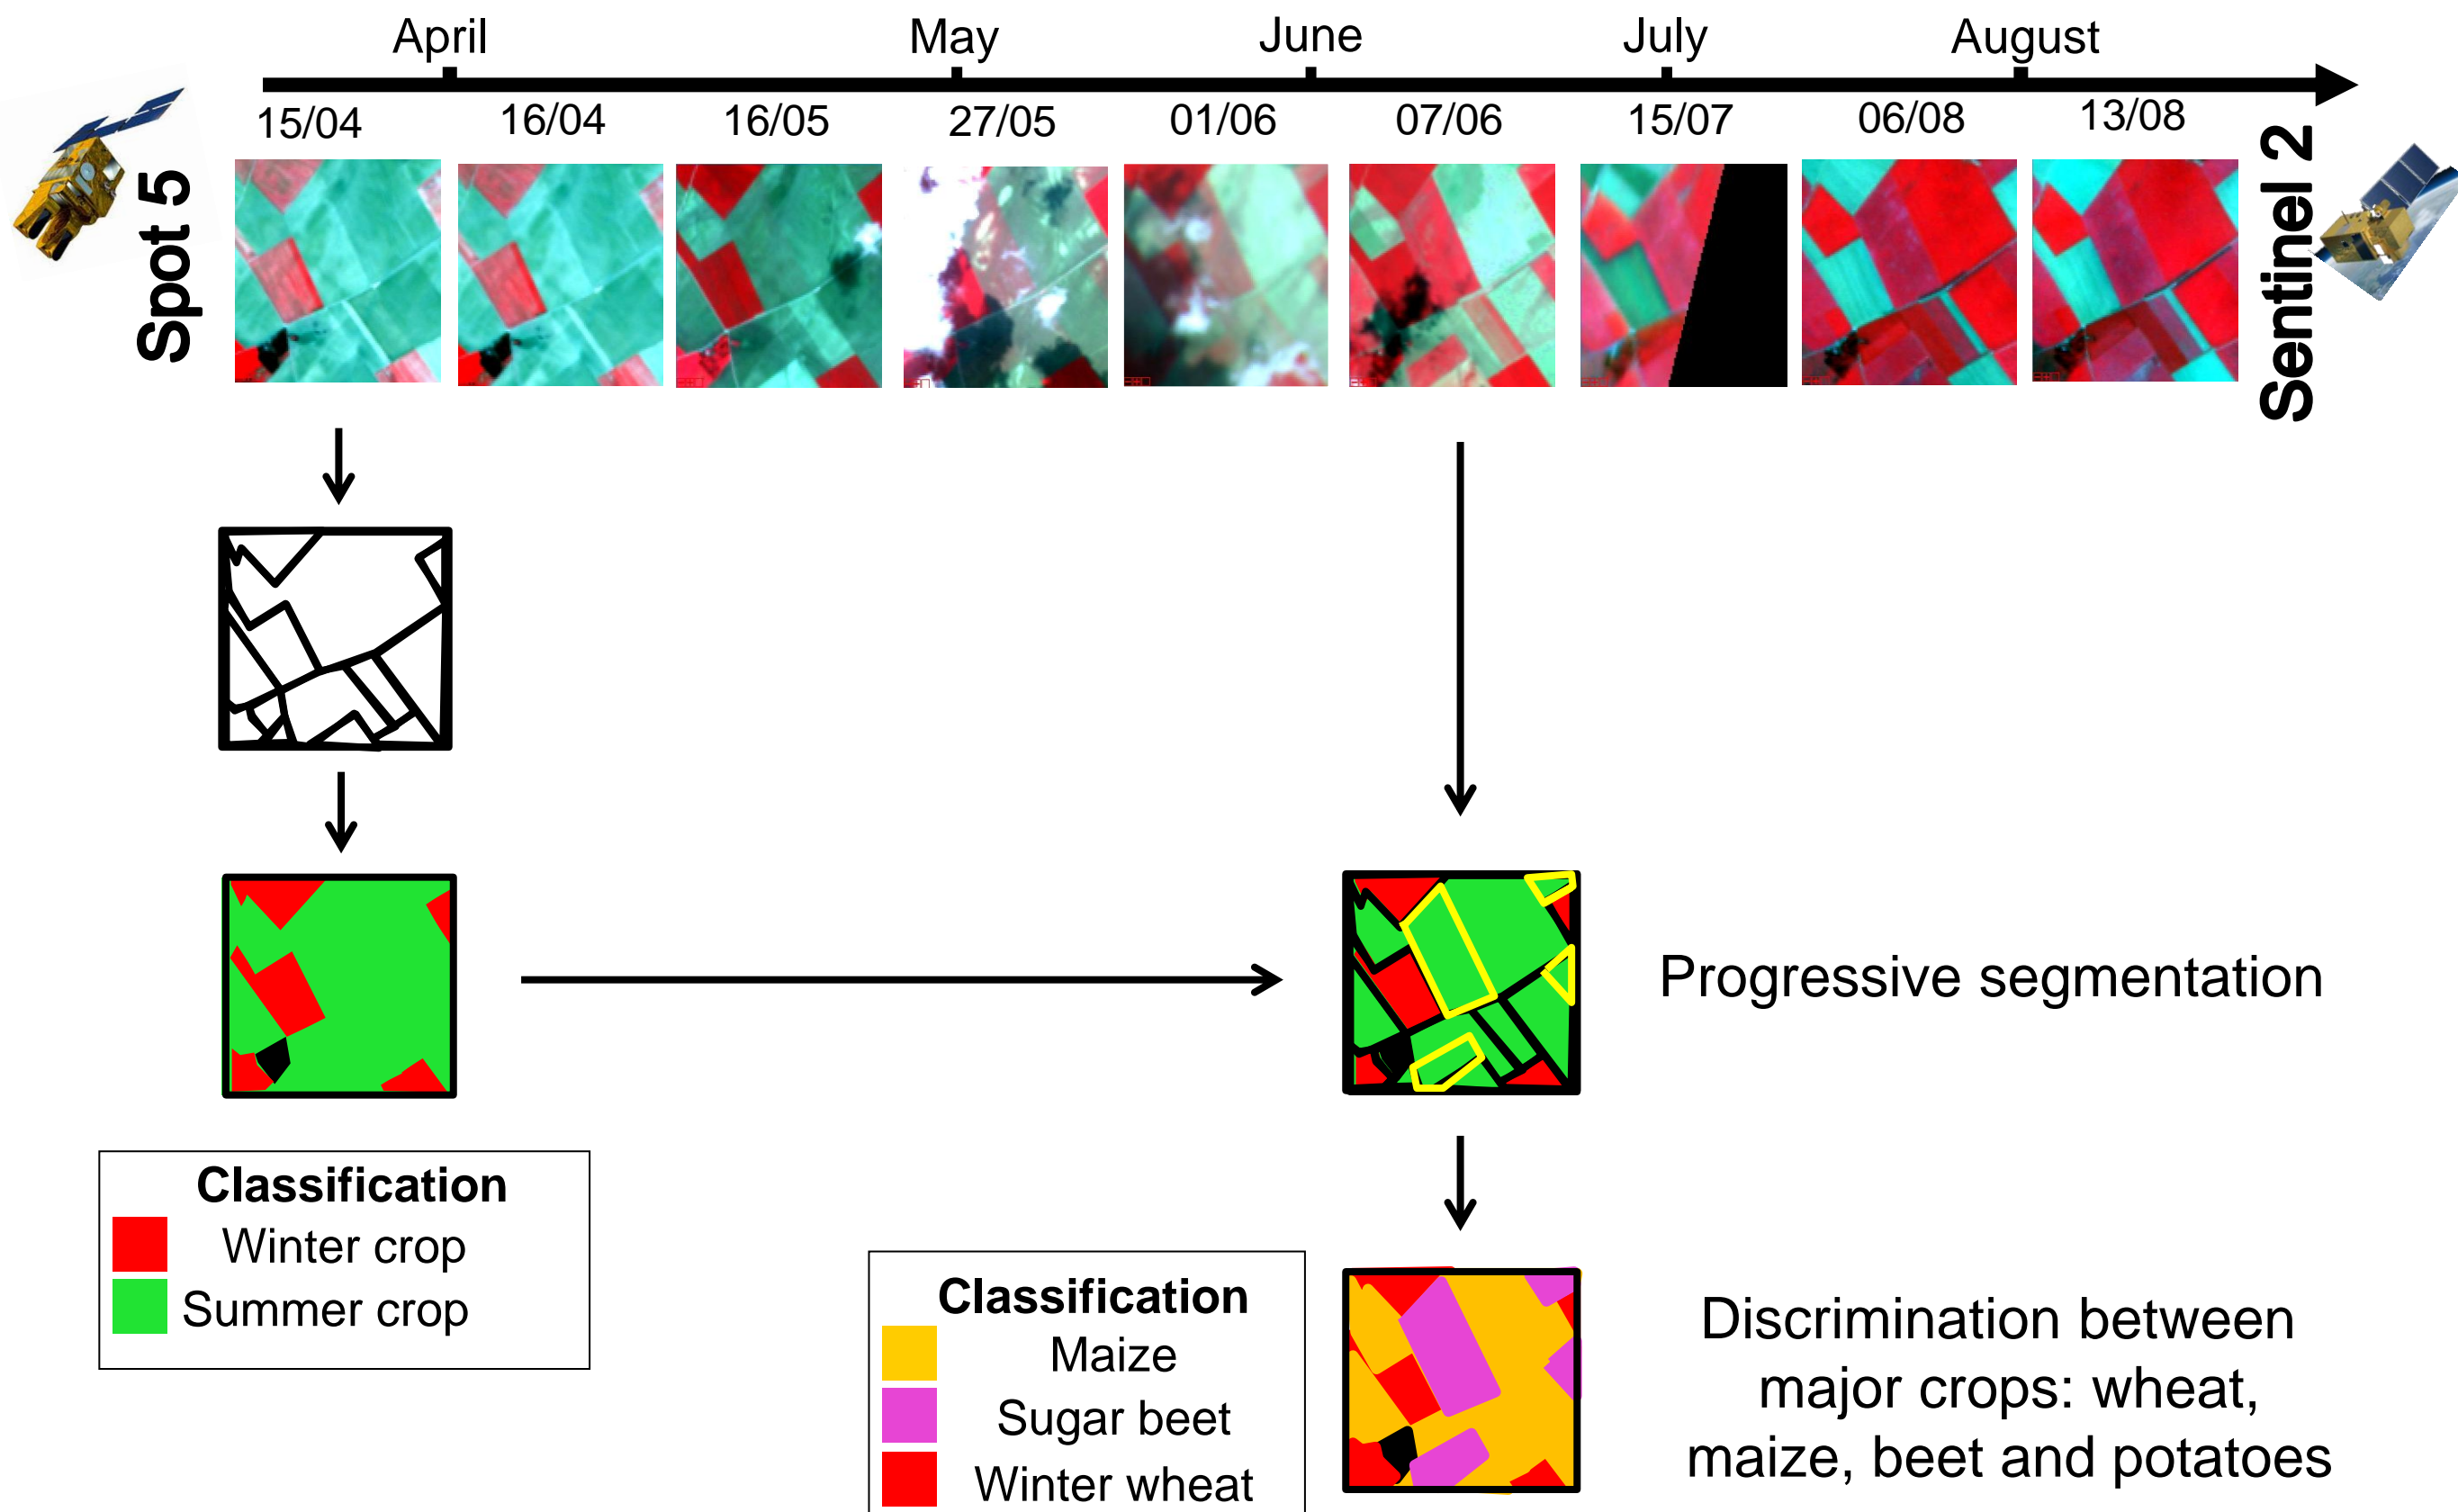 April May June July August
15/04 16/04 16/05 27/05 01/06 07/06 15/07 06/08 13/08
Spot 5
Sentinel 2
Progressive segmentation
Classification
Winter crop
Summer crop
Classification
Maize
Sugar beet
Winter wheat
Discrimination between
major crops: wheat,
maize, beet and potatoes